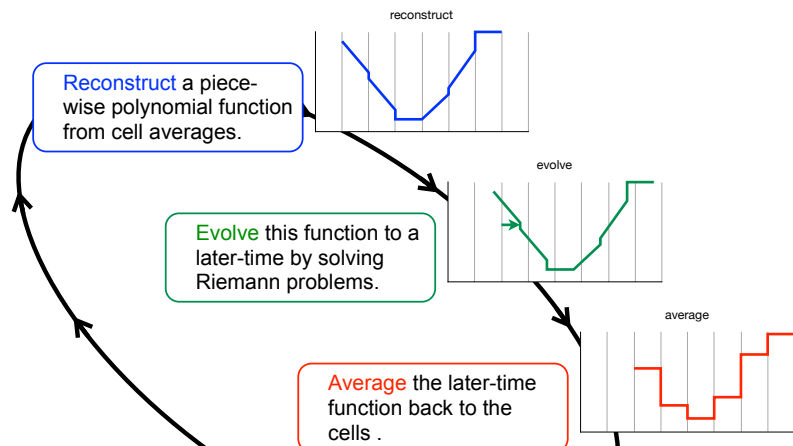 reconstruct
Reconstruct a piece-
wise polynomial function
from cell averages.
evolve
Evolve this function to a
later-time by solving
Riemann problems.
average
Average the later-time
function back to the
cells .